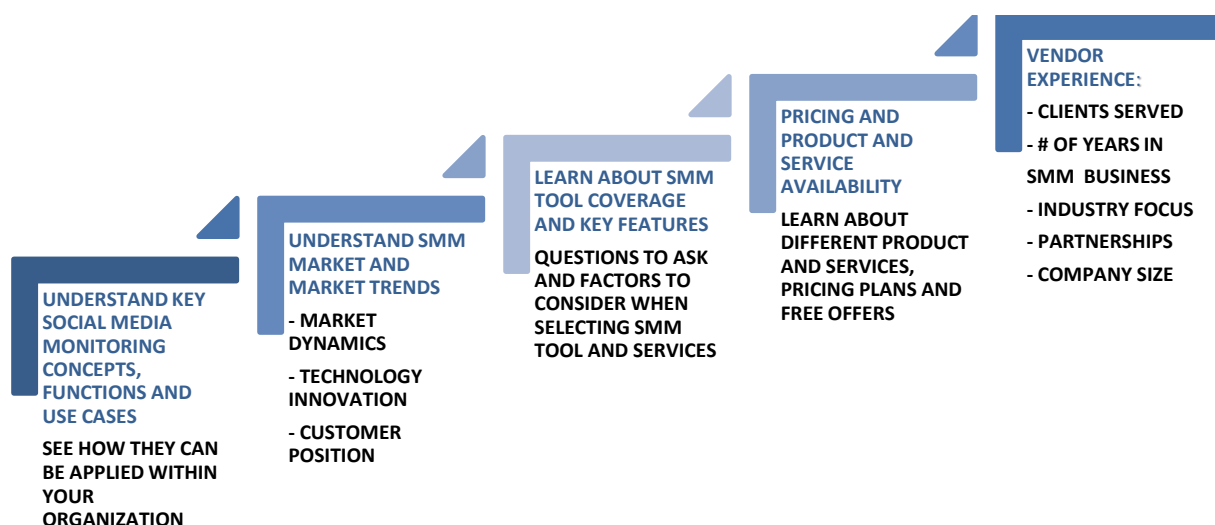 UNDERSTAND KEY
SOCIAL MEDIA
MONITORING
CONCEPTS,
FUNCTIONS AND
USE CASES
SEE HOW THEY CAN
BE APPLIED WITHIN
YOUR
ORGANIZATION
UNDERSTAND SMM
MARKET AND
MARKET TRENDS
- MARKET
DYNAMICS
- TECHNOLOGY
INNOVATION
- CUSTOMER
POSITION
LEARN ABOUT SMM
TOOL COVERAGE
AND KEY FEATURES
QUESTIONS TO ASK
AND FACTORS TO
CONSIDER WHEN
SELECTING SMM
TOOL AND SERVICES
PRICING AND
PRODUCT AND
SERVICE
AVAILABILITY
LEARN ABOUT
DIFFERENT PRODUCT
AND SERVICES,
PRICING PLANS AND
FREE OFFERS
VENDOR
EXPERIENCE:
- CLIENTS SERVED
- # OF YEARS IN
SMM BUSINESS
- INDUSTRY FOCUS
- PARTNERSHIPS
- COMPANY SIZE